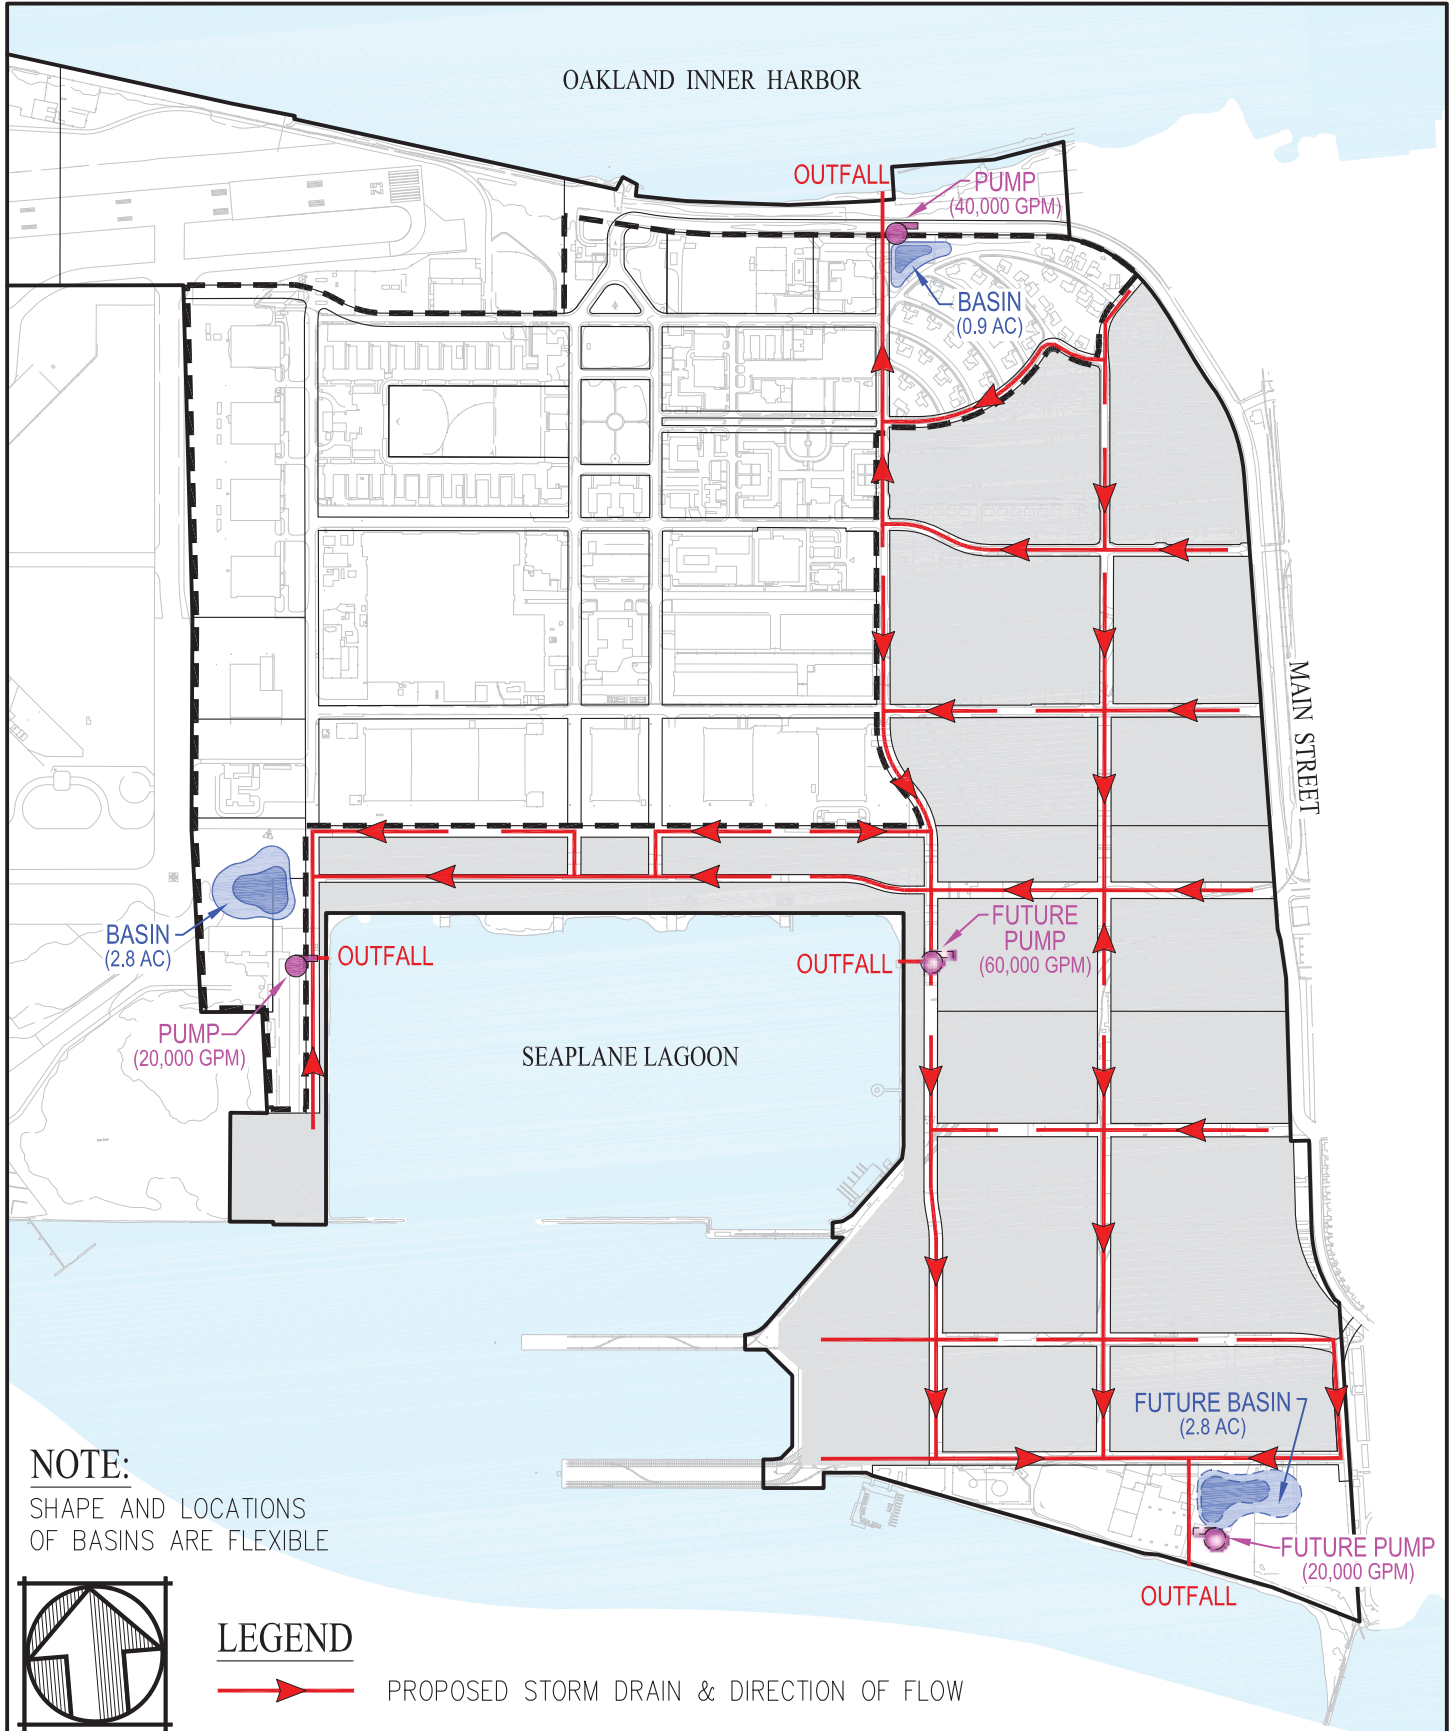 OAKLAND INNER HARBOR
OUTFALL
PUMP
(40,000 GPM)
BASIN
(0.9 AC)
MAIN STREET
BASIN
(2.8 AC)
OUTFALL
PUMP
(20,000 GPM)
OUTFALL
FUTURE
PUMP
(60,000 GPM)
SEAPLANE LAGOON
FUTURE BASIN
(2.8 AC)
FUTURE PUMP
(20,000 GPM)
OUTFALL
NOTE:
SHAPE AND LOCATIONS
OF BASINS ARE FLEXIBLE
LEGEND
PROPOSED STORM DRAIN & DIRECTION OF FLOW